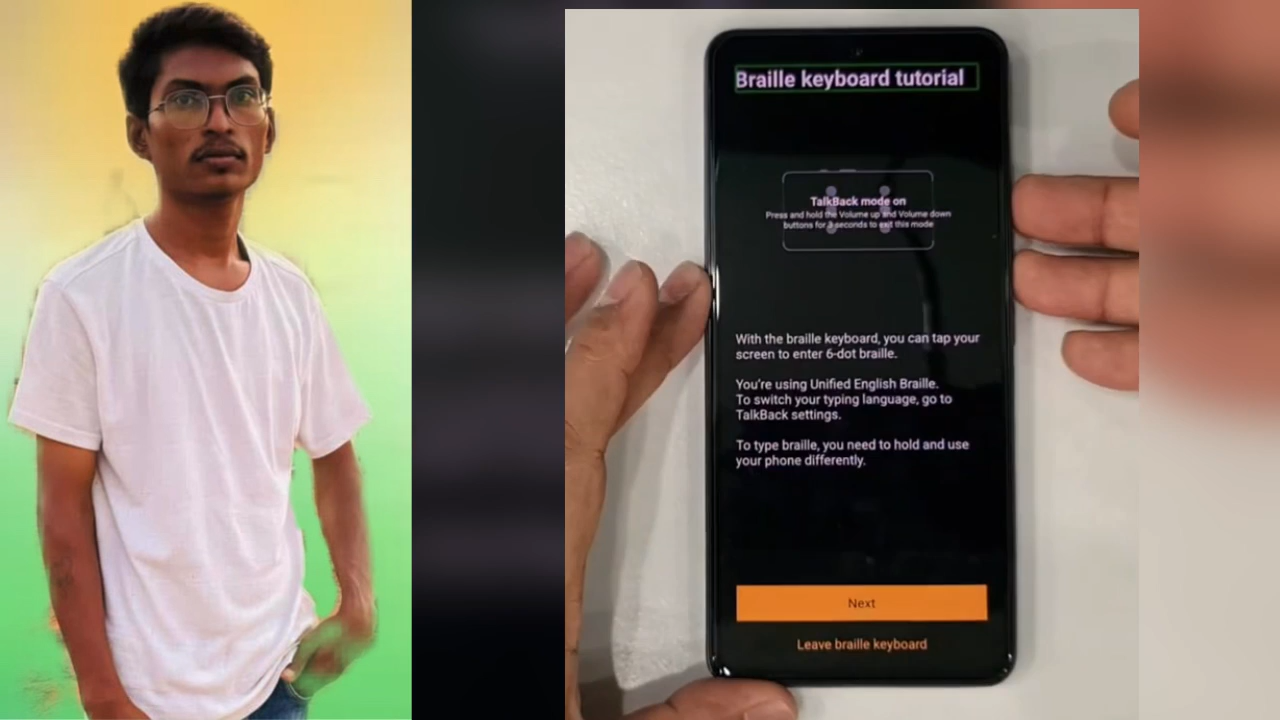 Braille keyboard tutorial
TalkBack mode on
Press and hold the Volume up and Volume down
buttons for 3 seconds to exit this mode
With the braille keyboard, you can tap your
screen to enter 6-dot braille.
You're using Unified English Braille.
To switch your typing language, go to
TalkBack settings.
To type braille, you need to hold and use
your phone differently.
Next
Leave braille keyboard